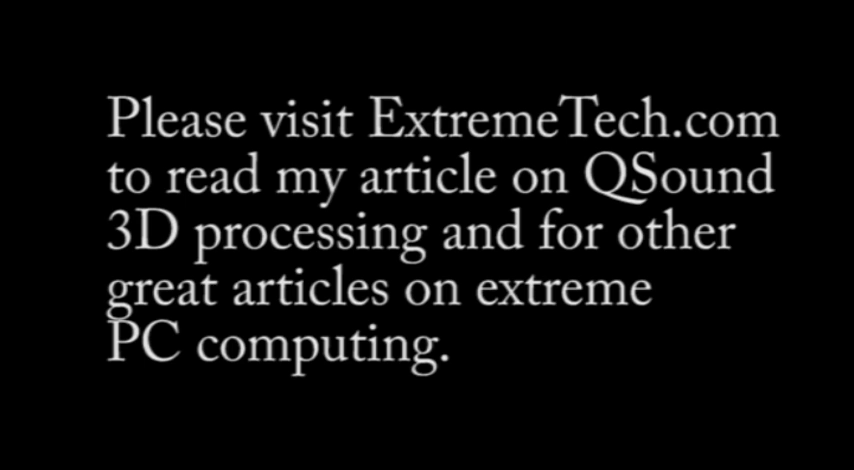 Please visit ExtremeTech.com
to read my article on QSound
3D processing and for other
great articles on extreme
PC computing.